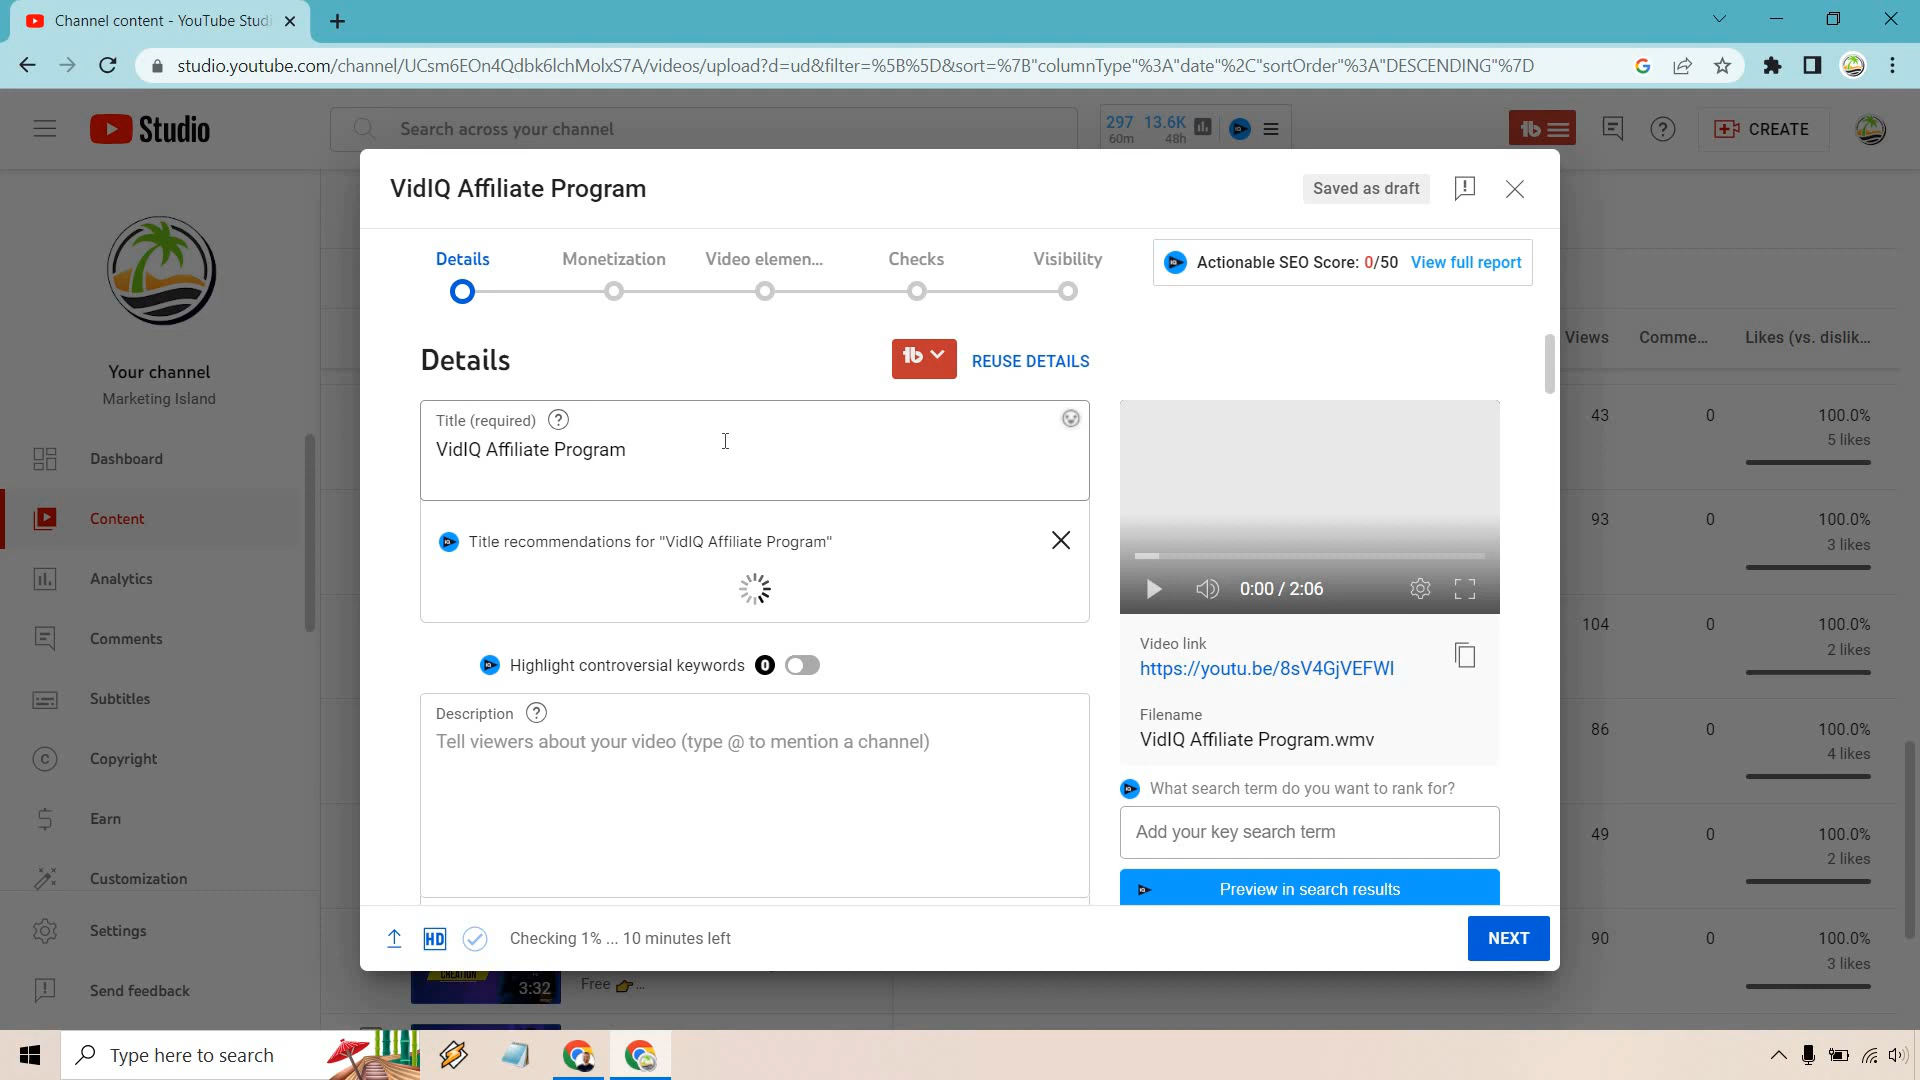 Channel content - YouTube Studi
studio.youtube.com/channel/UCsm6EOn4Qdbk6lchMolxS7A/videos/upload?d=ud&filter=%5B%5D&sort=%7B"columnType"%3A"date"%2C"sortOrder"%3A"DESCENDING"%7D
Studio
Search across your channel
297 13.6K
60m 48h
tb
CREATE
VidIQ Affiliate Program
Saved as draft
Details
Monetization
Video elemen...
Checks
Visibility
Actionable SEO Score: 0/50 View full report
Your channel
Marketing Island
Dashboard
Content
Analytics
Comments
Subtitles
Copyright
Earn
Customization
Settings
Send feedback
Details
tb
REUSE DETAILS
Title (required)
VidIQ Affiliate Program
Title recommendations for "VidIQ Affiliate Program"
Highlight controversial keywords 0
Description
Tell viewers about your video (type @ to mention a channel)
0:00 / 2:06
Video link
https://youtu.be/8sV4GjVEFWI
Filename
VidIQ Affiliate Program.wmv
What search term do you want to rank for?
Add your key search term
Preview in search results
HD
Checking 1% ... 10 minutes left
NEXT
Views
Comme...
Likes (vs. dislik...
43 0 100.0%
5 likes
93 0 100.0%
3 likes
104 0 100.0%
2 likes
86 0 100.0%
4 likes
49 0 100.0%
2 likes
90 0 100.0%
3 likes
CREATION
3:32
Free 👉...
Type here to search